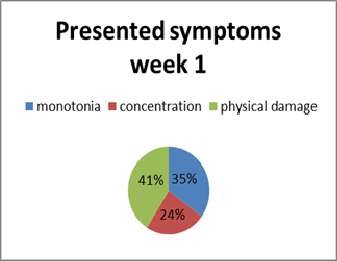 Presented symptoms
week 1
monotonia concentration physical damage
41% 35%
24%